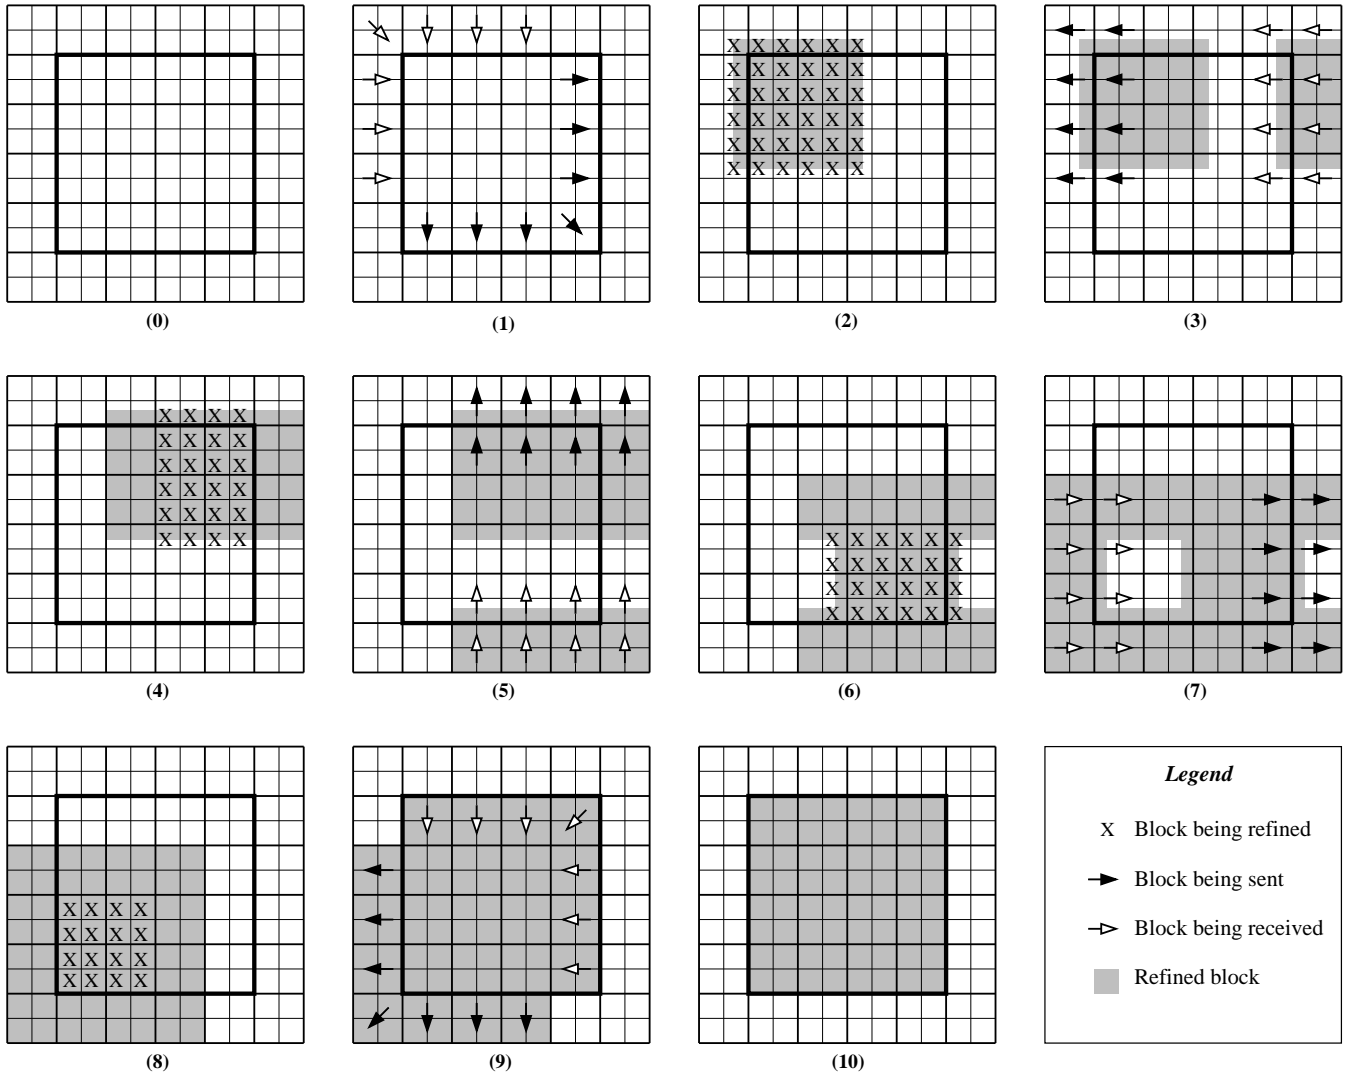 (0) (1) (2) (3)
X X X X X X
X X X X X X
X X X X X X
X X X X X X
X X X X X X
X X X X X X
(4) (5) (6) (7)
X X X X
X X X X
X X X X
X X X X
X X X X
X X X X
X X X X X X
X X X X X X
X X X X X X
X X X X X X
(8) (9) (10)
X X X X
X X X X
X X X X
X X X X
Legend
X Block being refined
Block being sent
Block being received
Refined block